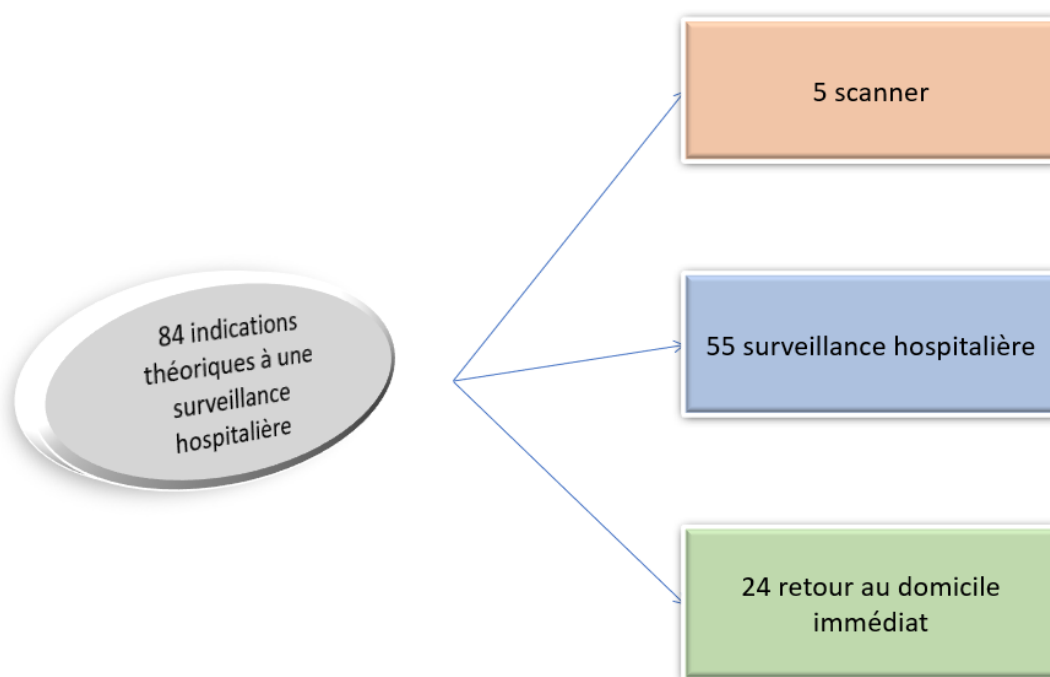 84 indications
théoriques à une
surveillance
hospitalière
5 scanner
55 surveillance hospitalière
24 retour au domicile
immédiat